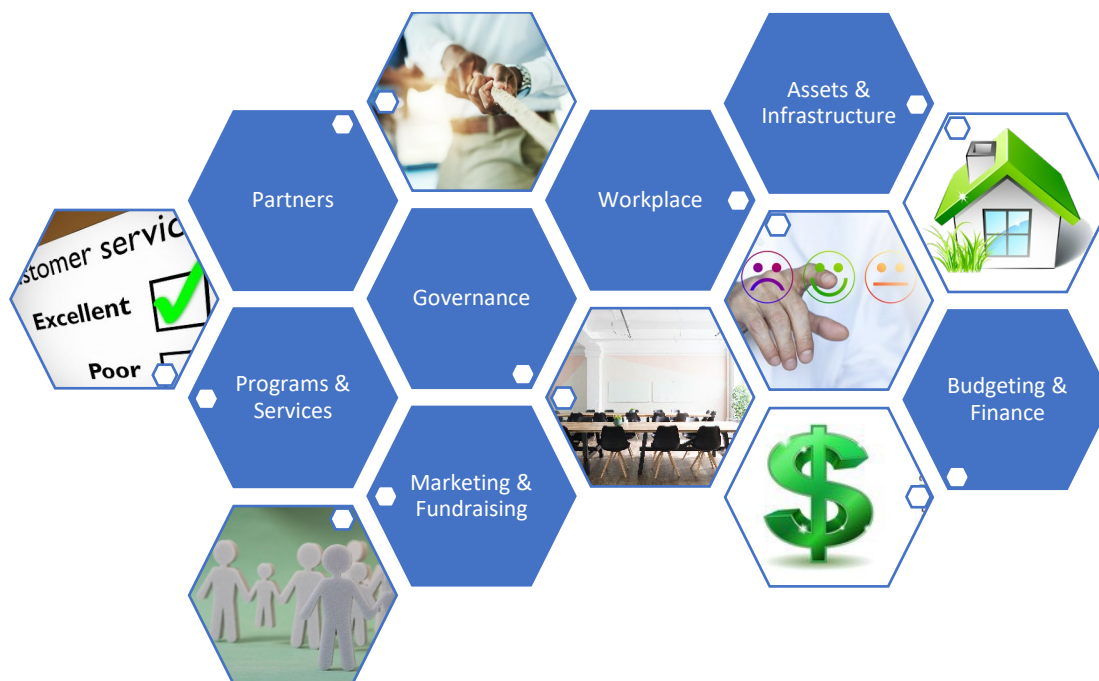 Assets &
Infrastructure
Partners
Workplace
stomer servic
Excellent
Poor
Governance
Programs &
Services
Budgeting &
Finance
Marketing &
Fundraising